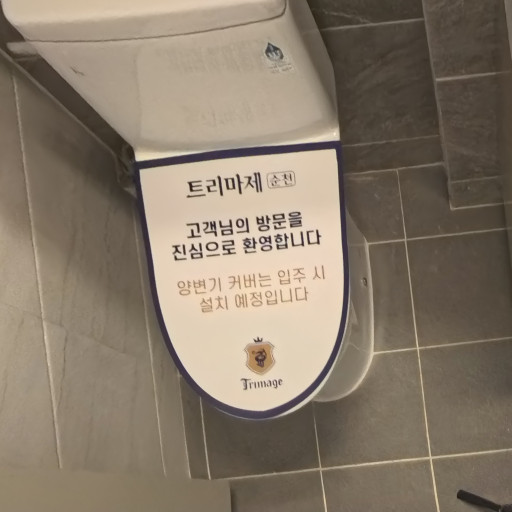 트리마제 순천
고객님의 방문을
진심으로 환영합니다
양변기 커버는 입주 시
설치 예정입니다
Trimage